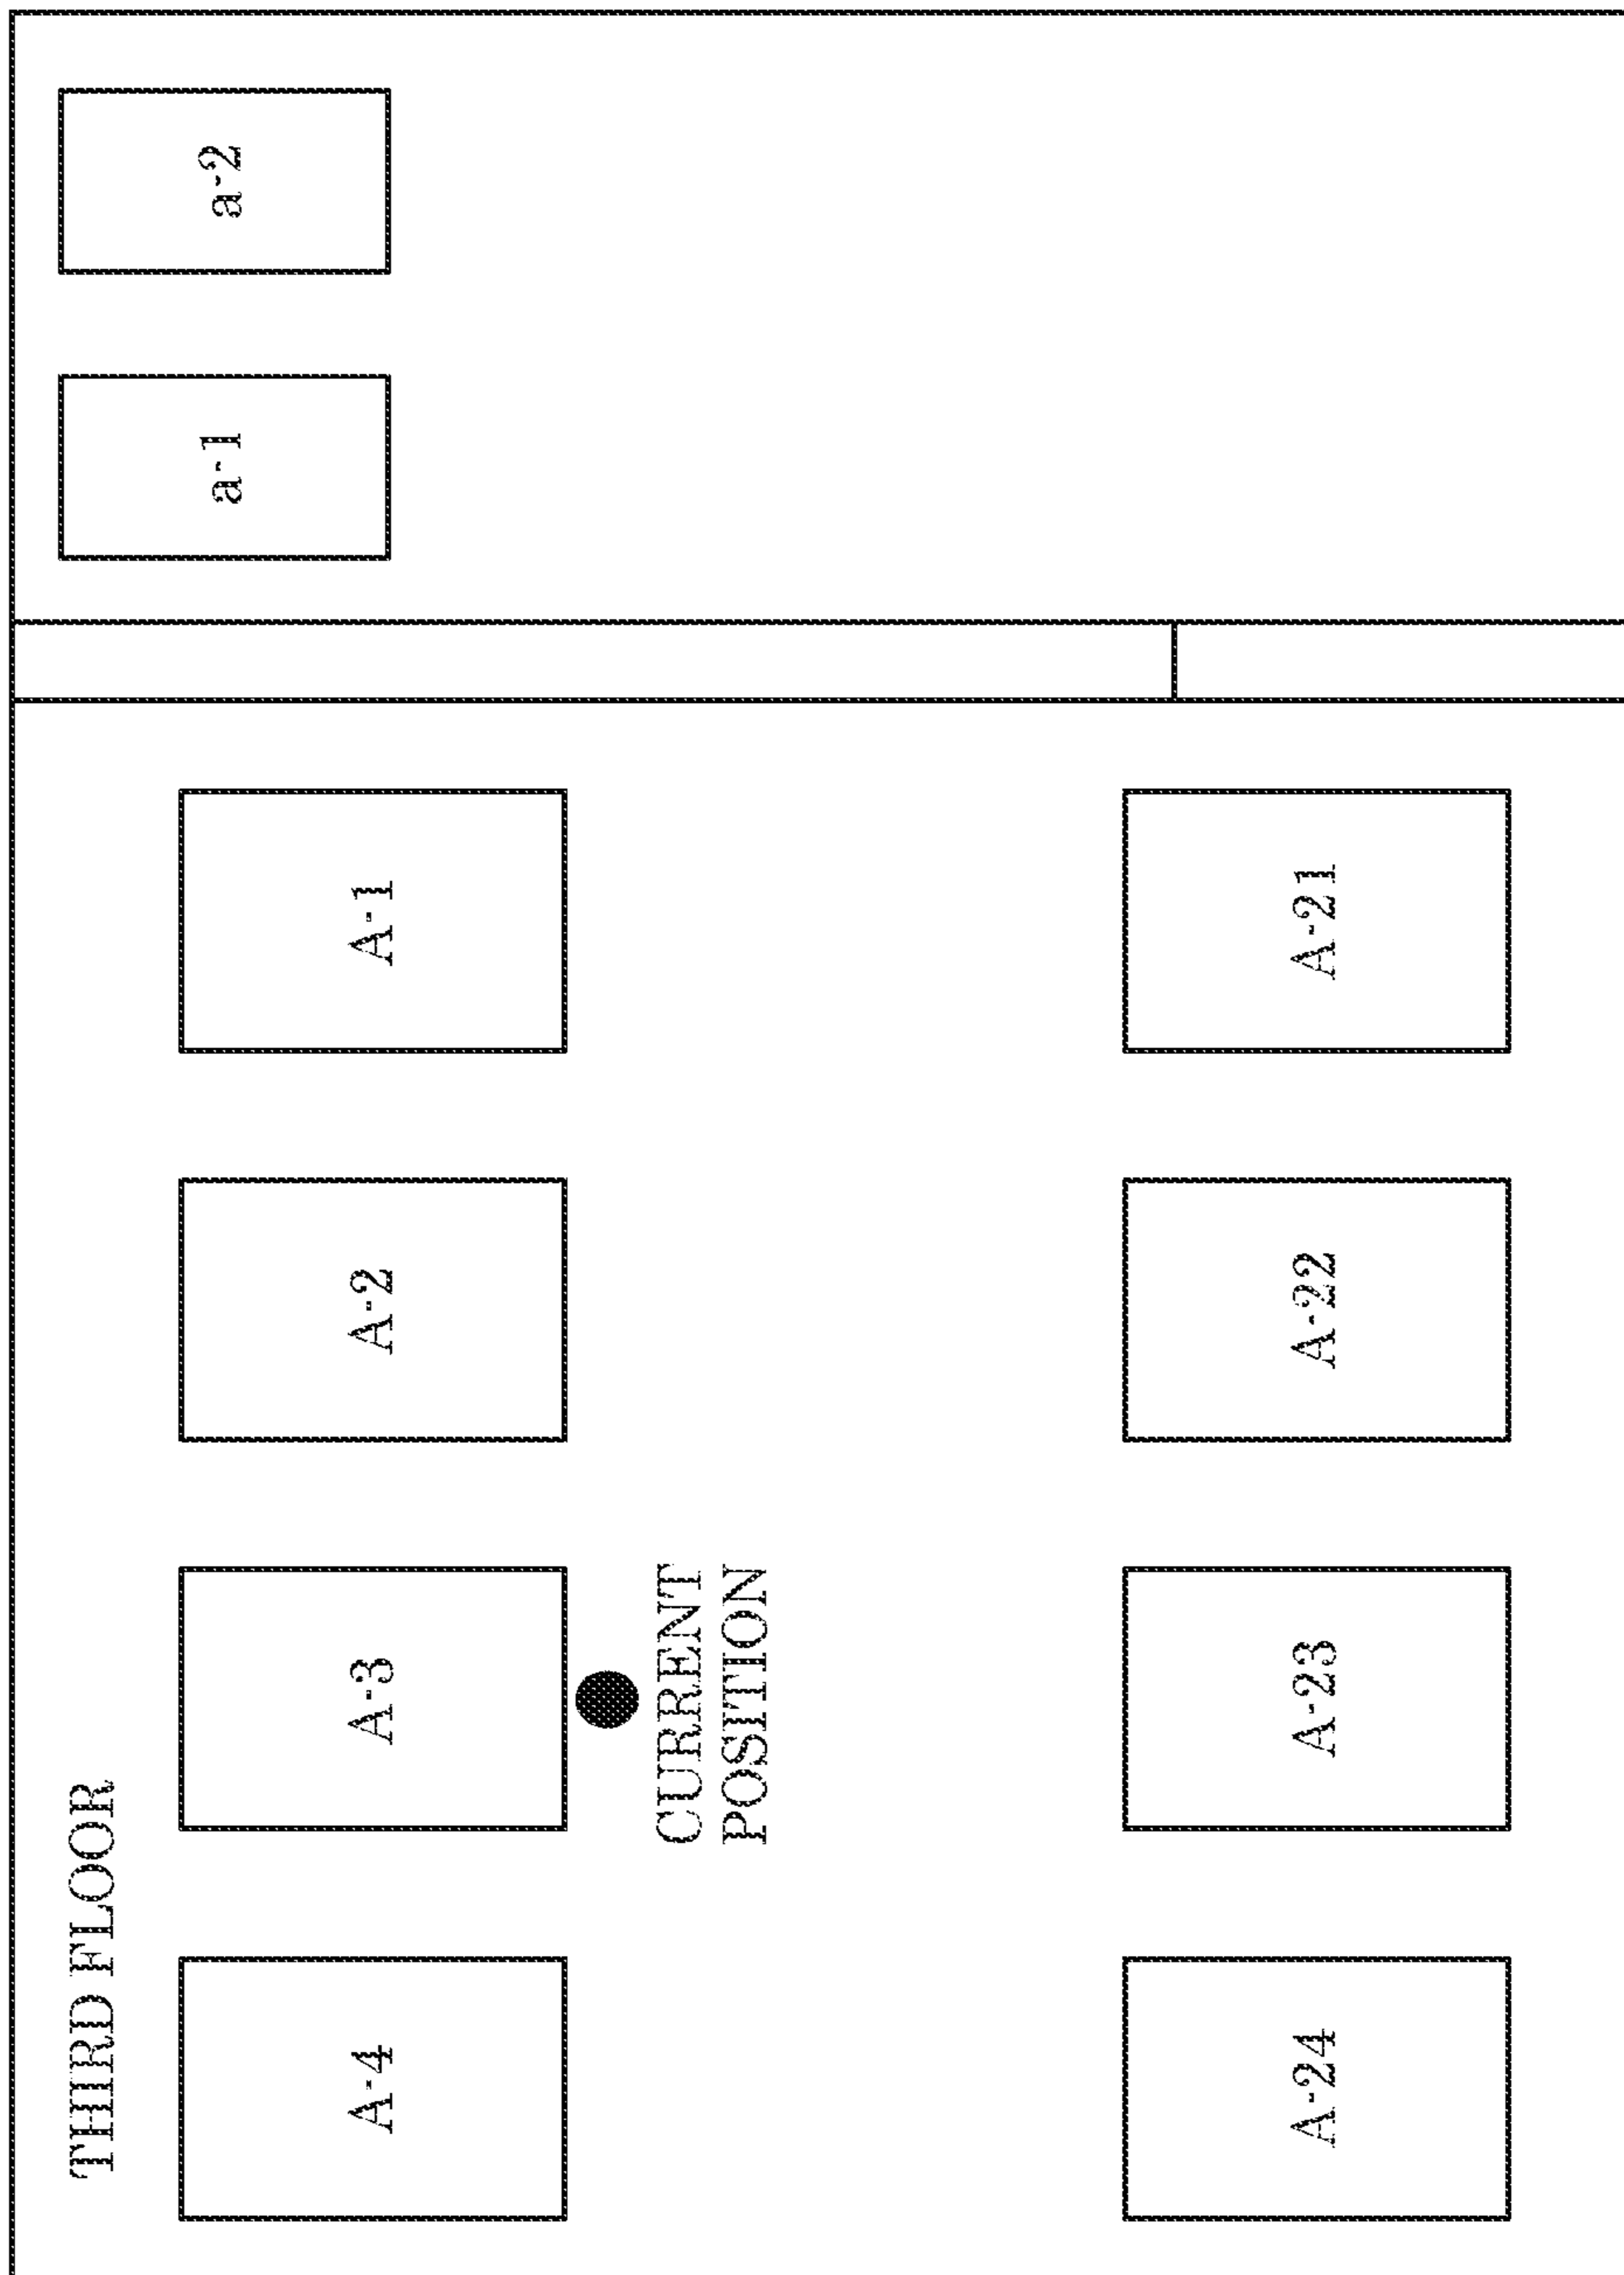 THIRD FLOOR
A-4
A-3
A-2
A-1
a-1
a-2
CURRENT
POSITION
A-24
A-23
A-22
A-21